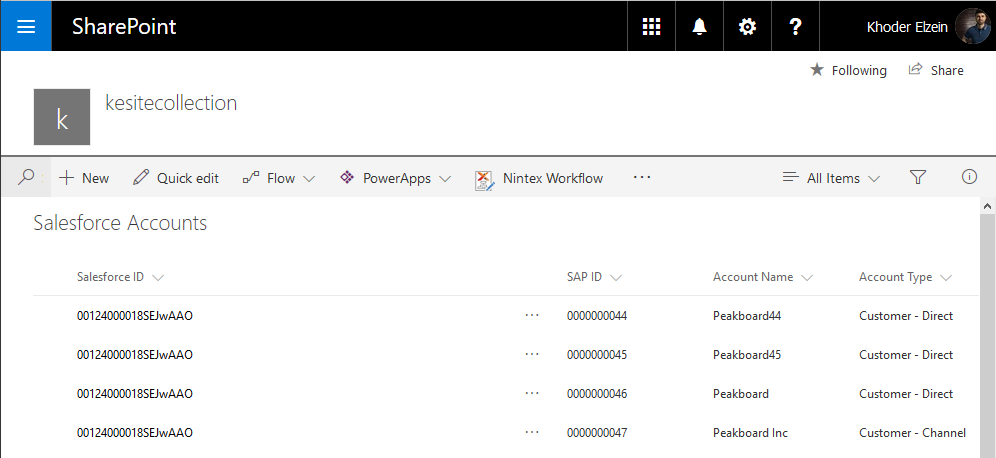 SharePoint ? Khoder Elzein
Following Share
k kesitecollection
+ New Quick edit Flow PowerApps Nintex Workflow ... All Items
Salesforce Accounts
Salesforce ID SAP ID Account Name Account Type
00124000018SEJwAAO ... 0000000044 Peakboard44 Customer - Direct
00124000018SEJwAAO ... 0000000045 Peakboard45 Customer - Direct
00124000018SEJwAAO ... 0000000046 Peakboard Customer - Direct
00124000018SEJwAAO ... 0000000047 Peakboard Inc Customer - Channel